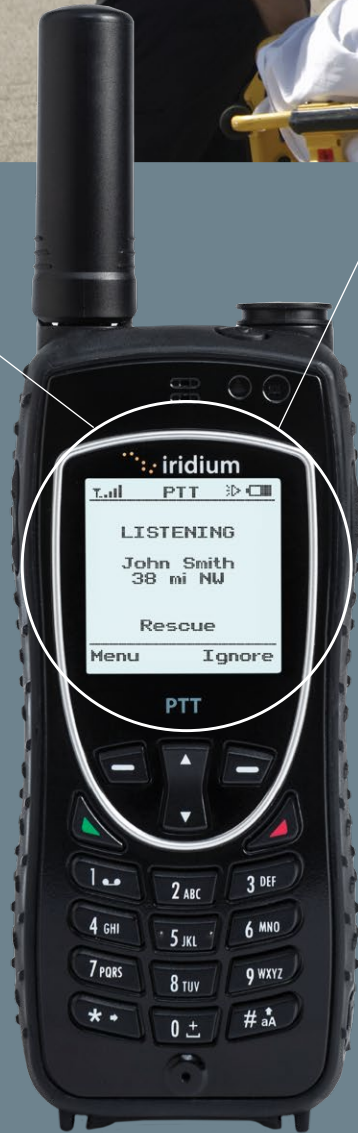 iridium
PTT
LISTENING
John Smith
38 mi NW
Rescue
Menu Ignore
PTT
1
2 ABC 3 DEF
4 GHI 5 JKL 6 MNO
7 PQRS 8 TUV 9 WXYZ
* 0 + # aA